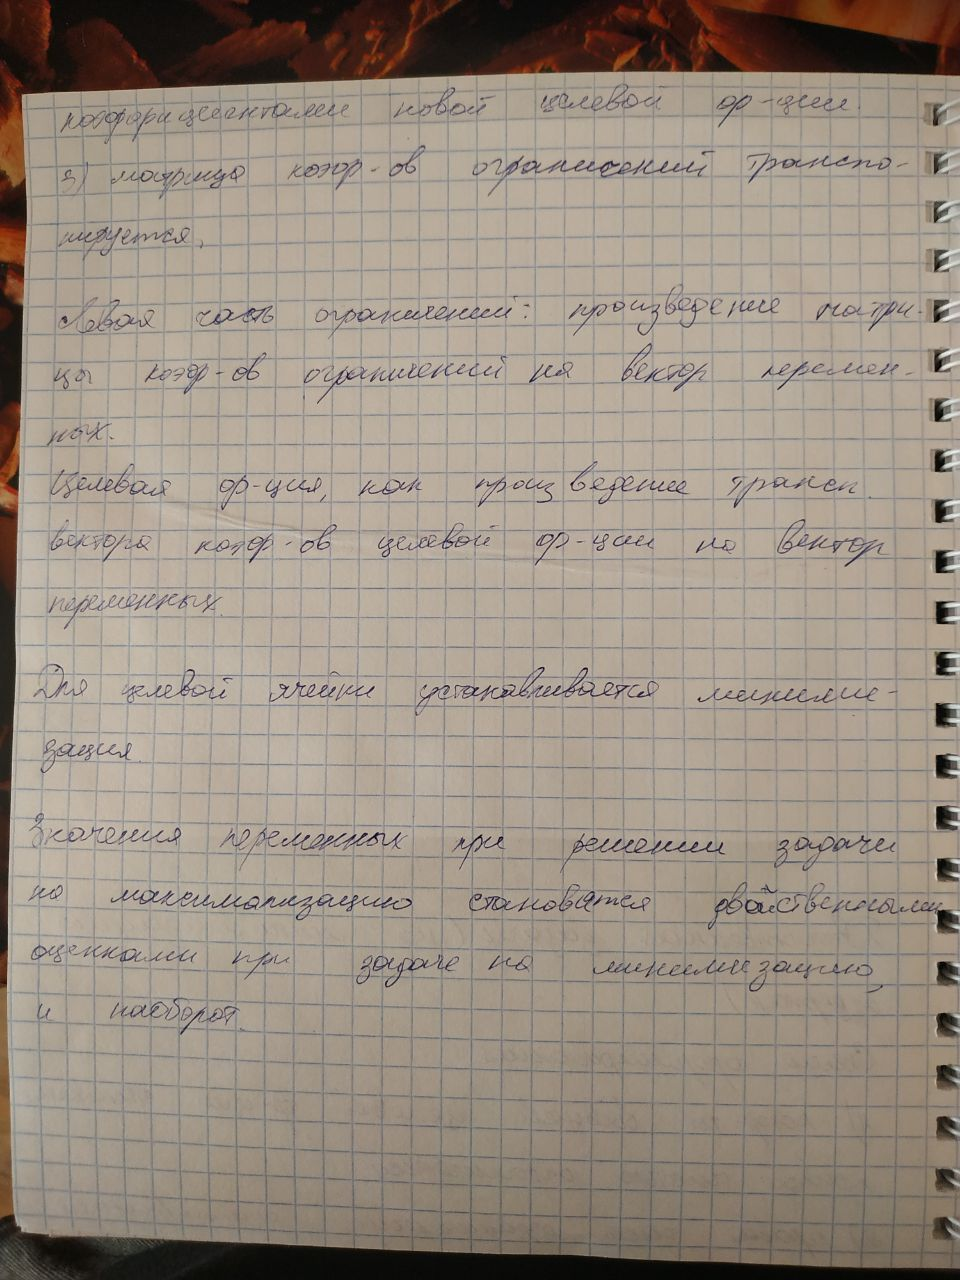 коэффициентами новой целевой ф-ции.
3) матрица коэф-ов ограничений транспо-
нируется.
Левая часть ограничений: произведение матри-
цы коэф-ов ограничений на вектор перемен-
ных.
Целевая ф-ция, как произведение трансп.
вектора коэф-ов целевой ф-ции на вектор
переменных.
Для целевой ячейки устанавливается миними-
зация.
Значения переменных при решении задачи
на максимализацию становятся двойственными
оценками при задаче на минимизацию,
и наоборот.